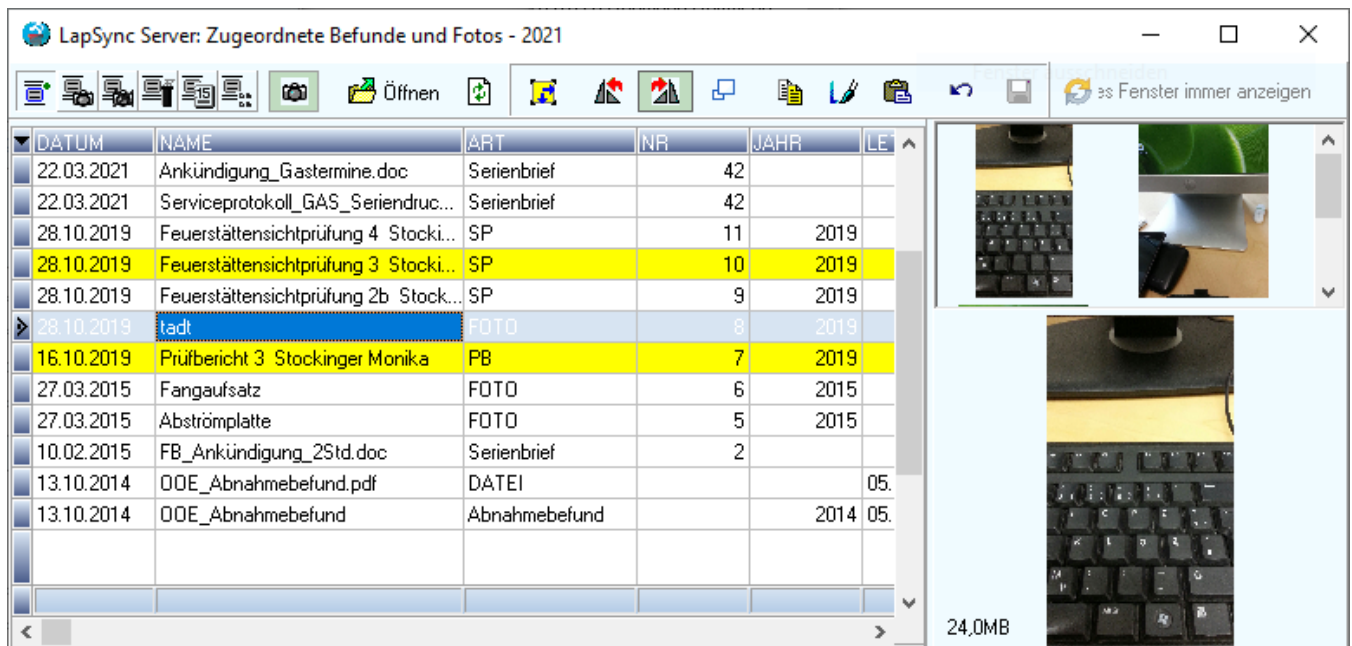 LapSync Server: Zugeordnete Befunde und Fotos - 2021
15 Öffnen es Fenster immer anzeigen
DATUM NAME ART NR JAHR LET
22.03.2021 Ankündigung_Gastermine.doc Serienbrief 42
22.03.2021 Serviceprotokoll_GAS_Seriendruc... Serienbrief 42
28.10.2019 Feuerstättensichtprüfung 4 Stocki... SP 11 2019
28.10.2019 Feuerstättensichtprüfung 3 Stocki... SP 10 2019
28.10.2019 Feuerstättensichtprüfung 2b Stock... SP 9 2019
28.10.2019 tadt FOTO 8 2019
16.10.2019 Prüfbericht 3 Stockinger Monika PB 7 2019
27.03.2015 Fangaufsatz FOTO 6 2015
27.03.2015 Abströmplatte FOTO 5 2015
10.02.2015 FB_Ankündigung_2Std.doc Serienbrief 2
13.10.2014 OOE_Abnahmebefund.pdf DATEI 05.
13.10.2014 OOE_Abnahmebefund Abnahmebefund 2014 05.
24,0MB